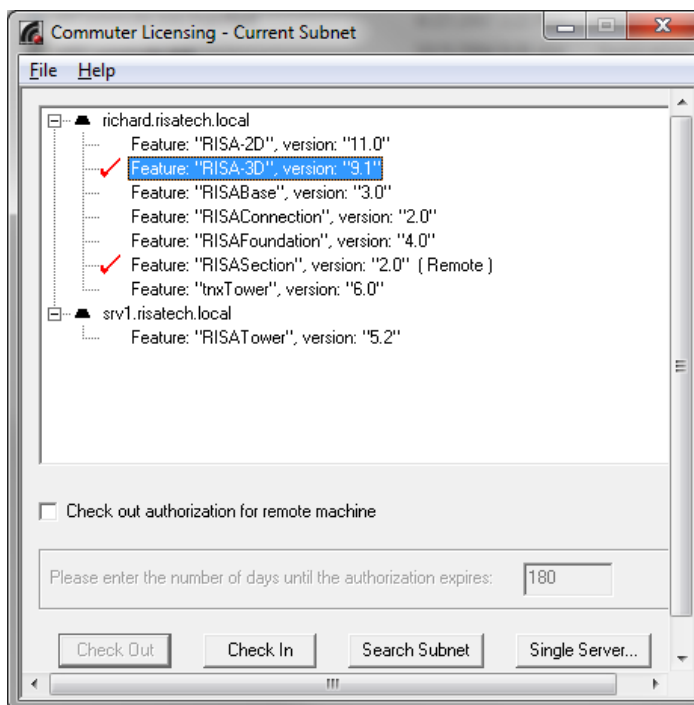 Commuter Licensing - Current Subnet
File Help
richard.risatech.local
Feature: "RISA-2D", version: "11.0"
Feature: "RISA-3D", version: "9.1"
Feature: "RISABase", version: "3.0"
Feature: "RISAConnection", version: "2.0"
Feature: "RISAFoundation", version: "4.0"
Feature: "RISASection", version: "2.0" ( Remote )
Feature: "tnxTower", version: "6.0"
srv1.risatech.local
Feature: "RISATower", version: "5.2"
Check out authorization for remote machine
Please enter the number of days until the authorization expires: 180
Check Out Check In Search Subnet Single Server...